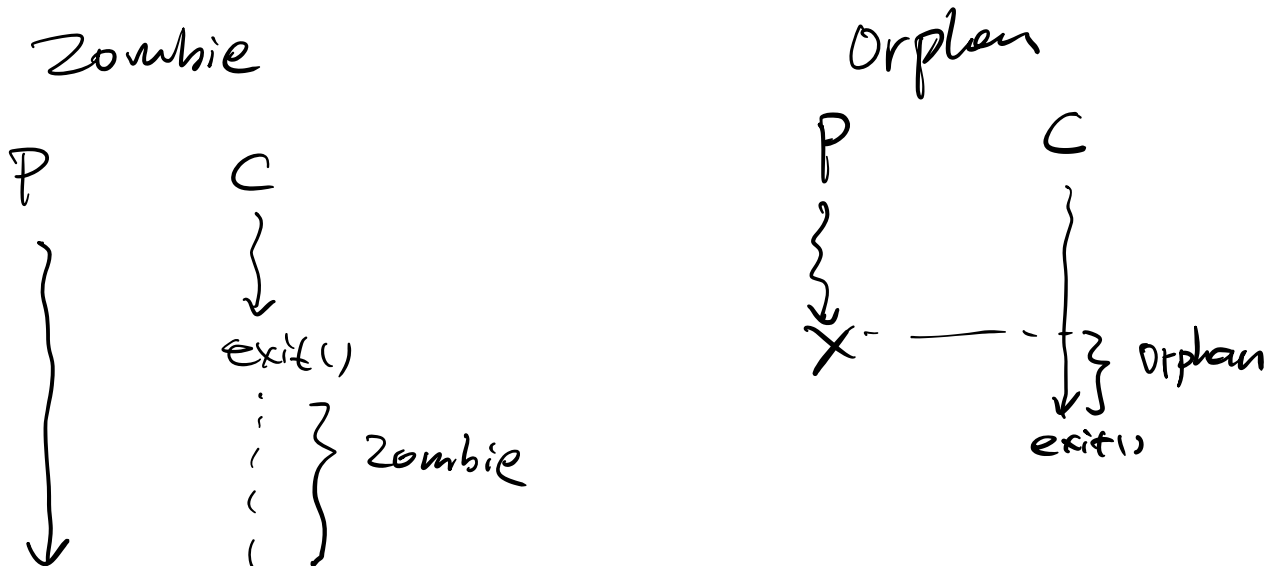 Zombie
P C
exit()
Zombie
Orphan
P C
X
Orphan
exit()